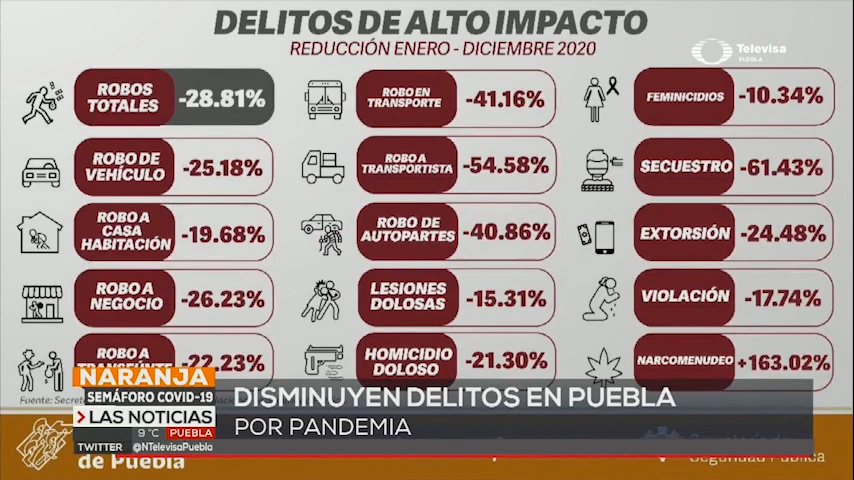 DELITOS DE ALTO IMPACTO
REDUCCIÓN ENERO - DICIEMBRE 2020
Televisa
PUEBLA
ROBOS
TOTALES
-28.81%
ROBO DE
VEHÍCULO
-25.18%
ROBO A
CASA
HABITACIÓN
-19.68%
ROBO A
NEGOCIO
-26.23%
ROBO A
-22.23%
ROBO EN
TRANSPORTE
-41.16%
ROBO A
TRANSPORTISTA
-54.58%
ROBO DE
AUTOPARTES
-40.86%
LESIONES
DOLOSAS
-15.31%
HOMICIDIO
DOLOSO
-21.30%
FEMINICIDIOS
-10.34%
SECUESTRO
-61.43%
EXTORSIÓN
-24.48%
VIOLACIÓN
-17.74%
NARCOMENUDEO
+163.02%
Fuente:
NARANJA
SEMÁFORO COVID-19
LAS NOTICIAS
9°C PUEBLA
TWITTER @NTelevisaPuebla
DISMINUYEN DELITOS EN PUEBLA
POR PANDEMIA
de Puebla
Seguridad Pública